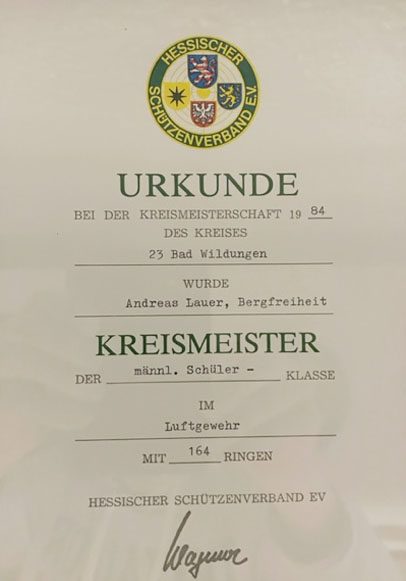 HESSISCHER
SCHÜTZENVERBAND E.V.
URKUNDE
BEI DER KREISMEISTERSCHAFT 19 84
DES KREISES
23 Bad Wildungen
WURDE
Andreas Lauer, Bergfreiheit
KREISMEISTER
DER männl. Schüler - KLASSE
IM
Luftgewehr
MIT 164 RINGEN
HESSISCHER SCHÜTZENVERBAND EV
Wagner